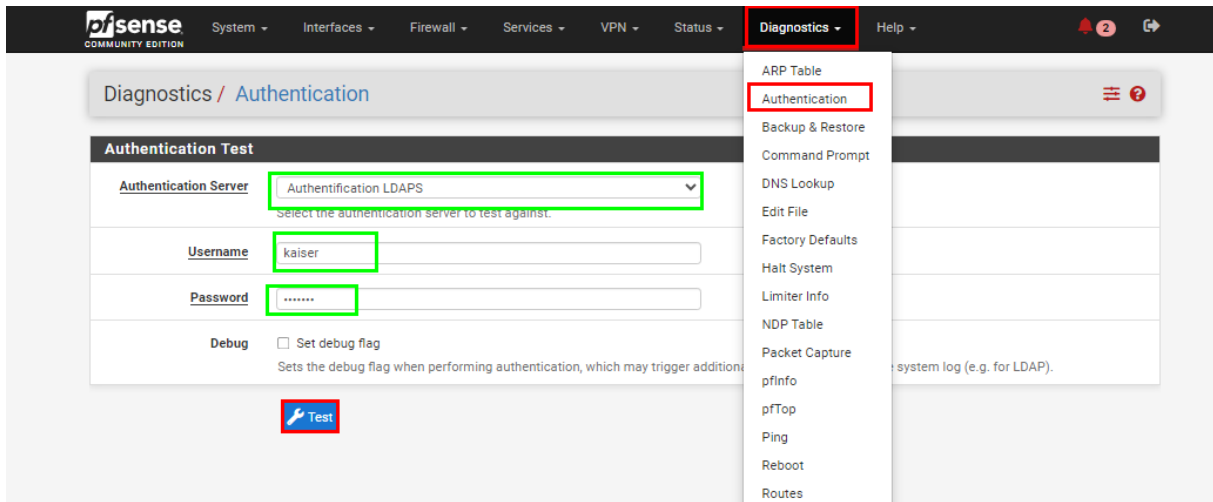 pfsense
COMMUNITY EDITION
System Interfaces Firewall Services VPN Status Diagnostics Help 2
Diagnostics / Authentication
Authentication Test
Authentication Server
Authentification LDAPS
Select the authentication server to test against.
Username
kaiser
Password
.......
Debug
Set debug flag
Sets the debug flag when performing authentication, which may trigger additiona
system log (e.g. for LDAP).
Test
ARP Table
Authentication
Backup & Restore
Command Prompt
DNS Lookup
Edit File
Factory Defaults
Halt System
Limiter Info
NDP Table
Packet Capture
pfInfo
pfTop
Ping
Reboot
Routes